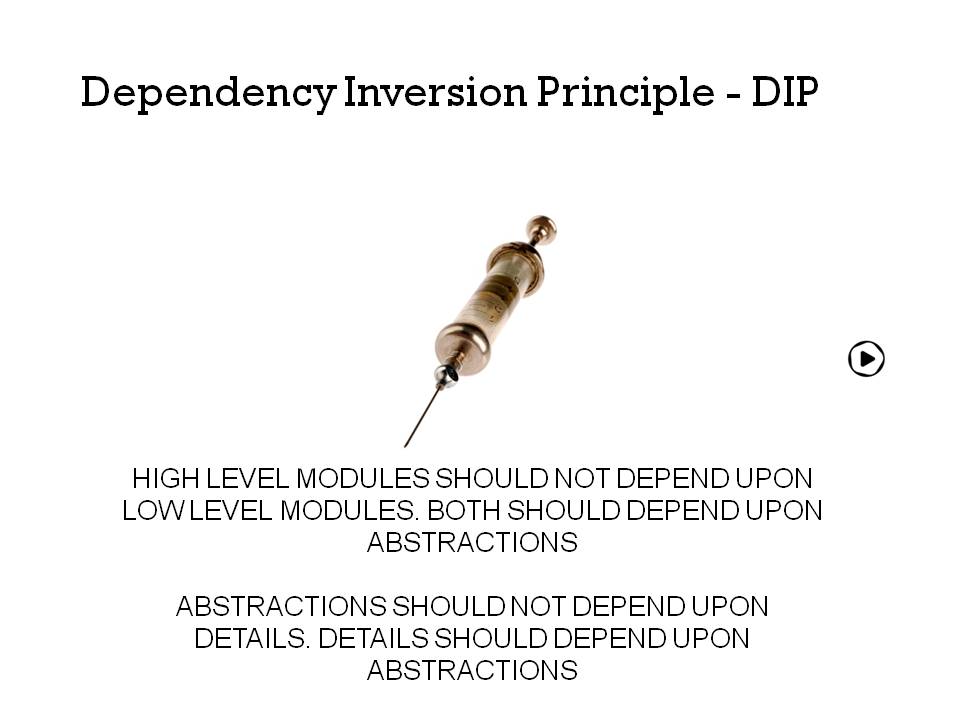 Dependency Inversion Principle - DIP
HIGH LEVEL MODULES SHOULD NOT DEPEND UPON
LOW LEVEL MODULES. BOTH SHOULD DEPEND UPON
ABSTRACTIONS
ABSTRACTIONS SHOULD NOT DEPEND UPON
DETAILS. DETAILS SHOULD DEPEND UPON
ABSTRACTIONS